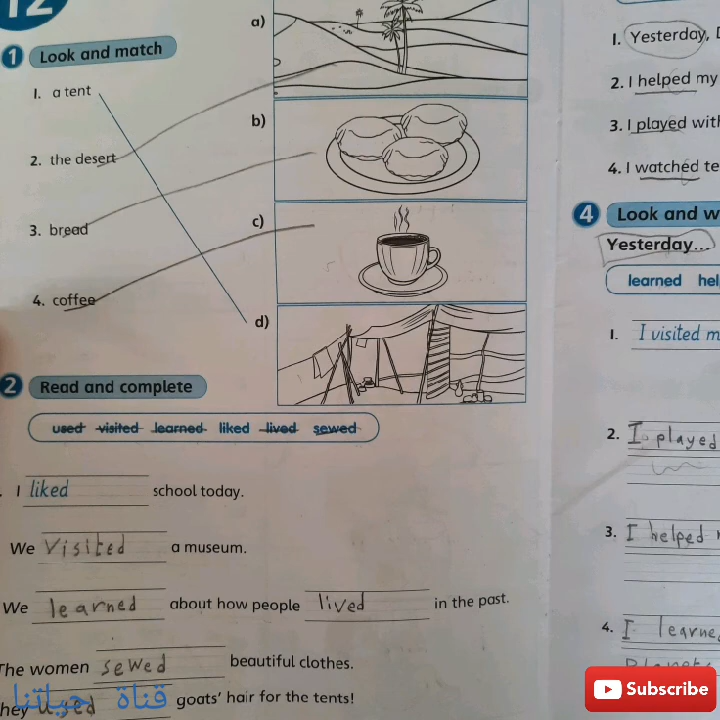 12
1 Look and match
1. a tent
2. the desert
3. bread
4. coffee
a)
b)
c)
d)
2 Read and complete
used visited learned liked lived sewed
I liked school today.
We visited a museum.
We learned about how people lived in the past.
The women sewed beautiful clothes.
hey used goats' hair for the tents!
قناة حياتنا
1. Yesterday,
2. I helped my
3. I played with
4. I watched te
4 Look and w
Yesterday...
learned hel
1. I visited m
2. I played
3. I helped
4. I learne
Subscribe